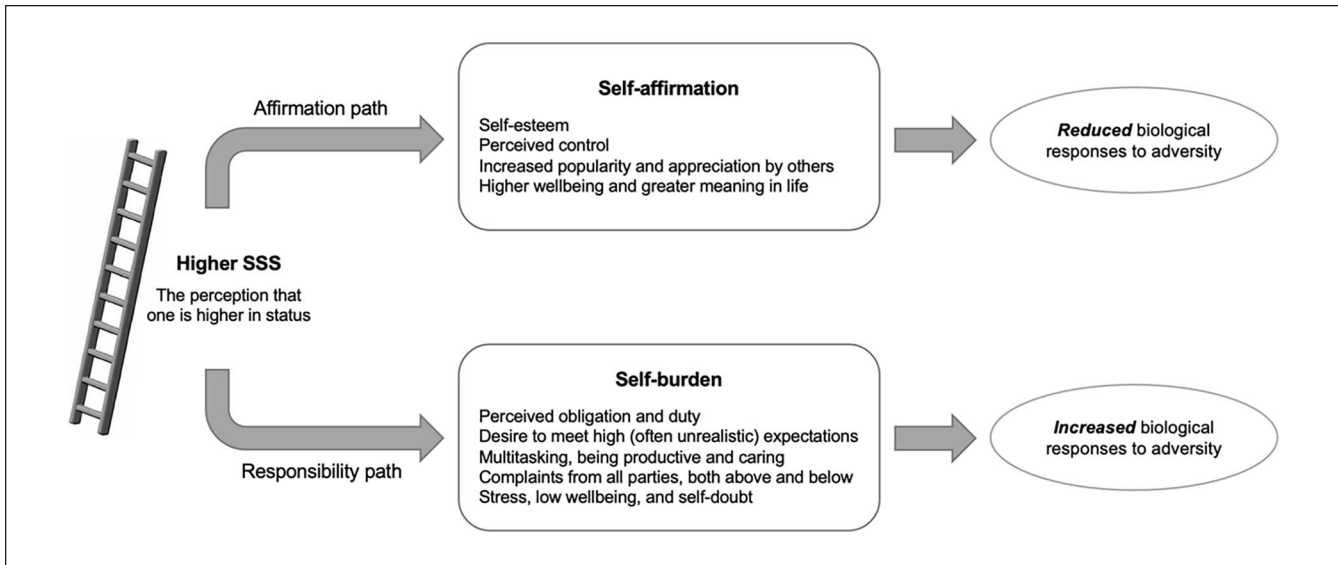 Affirmation path
Self-affirmation
Self-esteem
Perceived control
Increased popularity and appreciation by others
Higher wellbeing and greater meaning in life
Reduced biological
responses to adversity
Higher SSS
The perception that
one is higher in status
Responsibility path
Self-burden
Perceived obligation and duty
Desire to meet high (often unrealistic) expectations
Multitasking, being productive and caring
Complaints from all parties, both above and below
Stress, low wellbeing, and self-doubt
Increased biological
responses to adversity